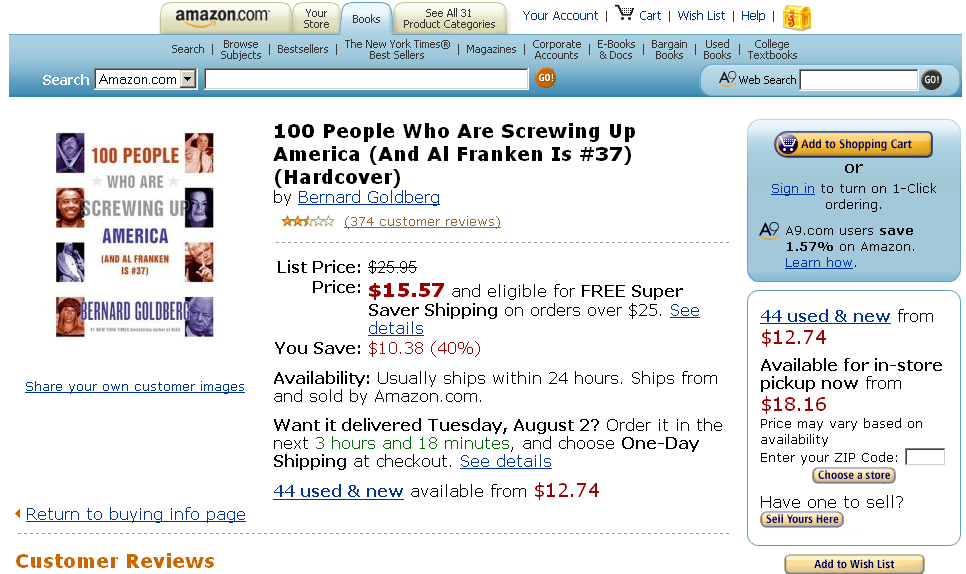 amazon.com
Your Store
Books
See All 31 Product Categories
Your Account | Cart | Wish List | Help |
Search | Browse Subjects | Bestsellers | The New York Times® Best Sellers | Magazines | Corporate Accounts | E-Books & Docs | Bargain Books | Used Books | College Textbooks
Search Amazon.com GO!
A9 Web Search GO!
100 PEOPLE
WHO ARE
SCREWING UP
AMERICA
(AND AL FRANKEN
IS #37)
BERNARD GOLDBERG
#1 NEW YORK TIMES bestselling author of BIAS
Share your own customer images
Return to buying info page
100 People Who Are Screwing Up
America (And Al Franken Is #37)
(Hardcover)
by Bernard Goldberg
(374 customer reviews)
List Price: $25.95
Price: $15.57 and eligible for FREE Super
Saver Shipping on orders over $25. See
details
You Save: $10.38 (40%)
Availability: Usually ships within 24 hours. Ships from
and sold by Amazon.com.
Want it delivered Tuesday, August 2? Order it in the
next 3 hours and 18 minutes, and choose One-Day
Shipping at checkout. See details
44 used & new available from $12.74
Add to Shopping Cart
or
Sign in to turn on 1-Click
ordering.
A9 A9.com users save
1.57% on Amazon.
Learn how.
44 used & new from
$12.74
Available for in-store
pickup now from
$18.16
Price may vary based on
availability
Enter your ZIP Code:
Choose a store
Have one to sell?
Sell Yours Here
Add to Wish List
Customer Reviews